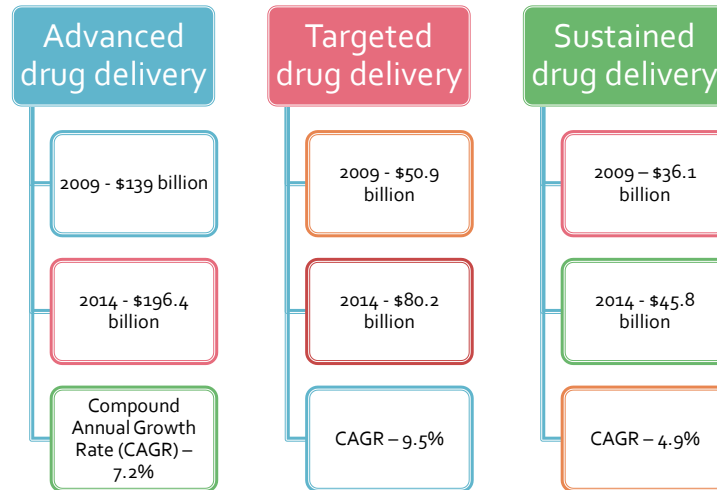 Advanced
drug delivery
2009 - $139 billion
2014 - $196.4
billion
Compound
Annual Growth
Rate (CAGR) –
7.2%
Targeted
drug delivery
2009 - $50.9
billion
2014 - $80.2
billion
CAGR – 9.5%
Sustained
drug delivery
2009 – $36.1
billion
2014 - $45.8
billion
CAGR – 4.9%